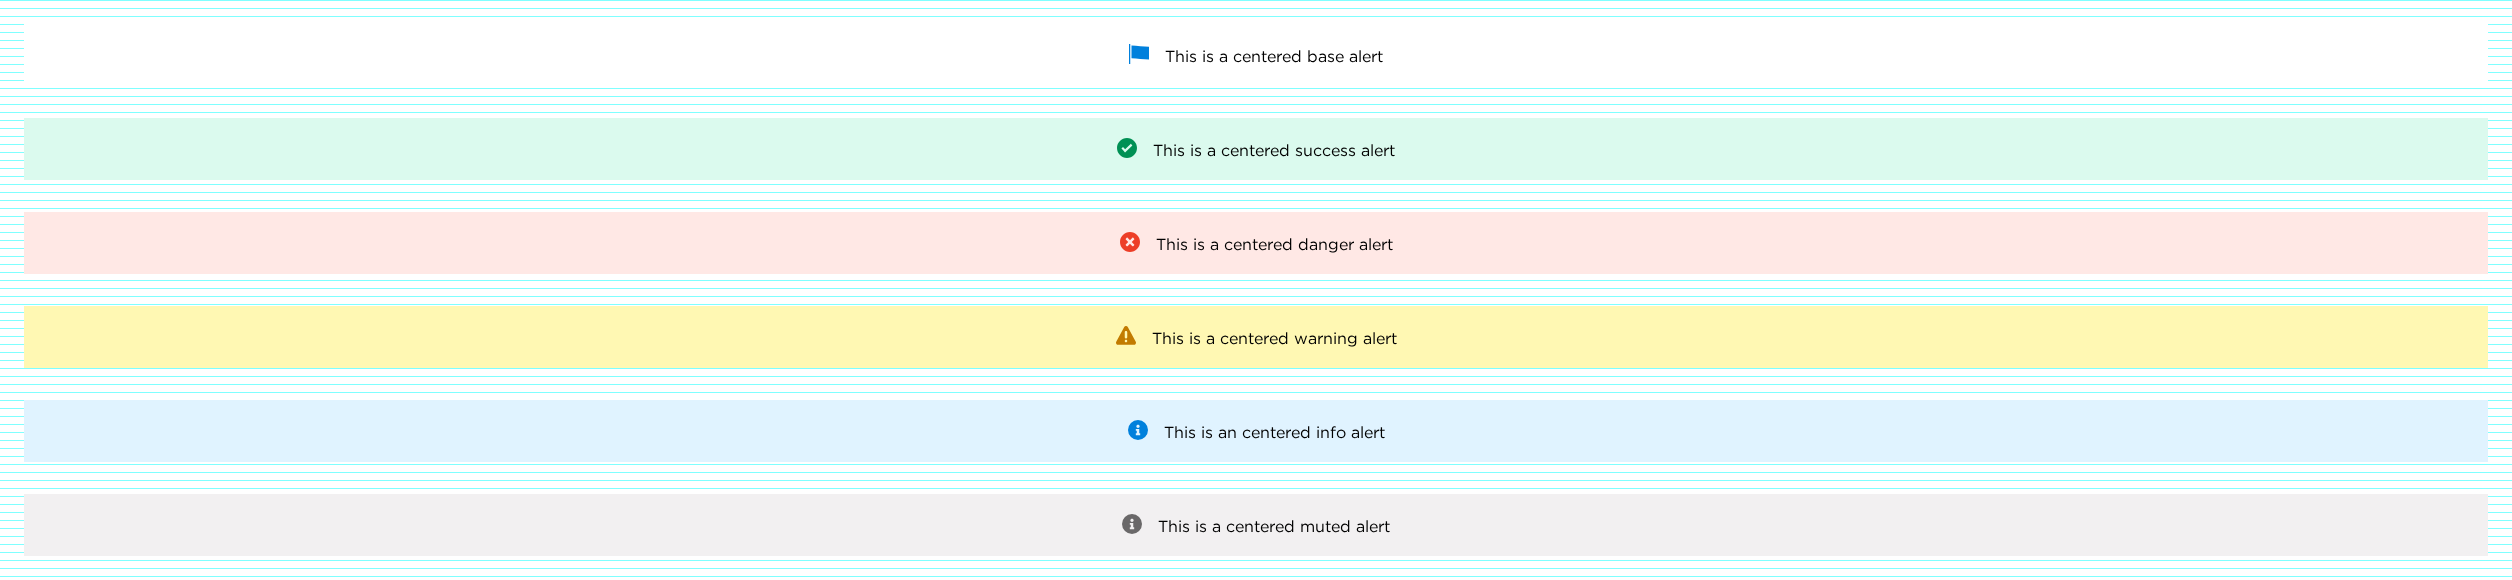 This is a centered base alert
This is a centered success alert
This is a centered danger alert
This is a centered warning alert
This is an centered info alert
This is a centered muted alert